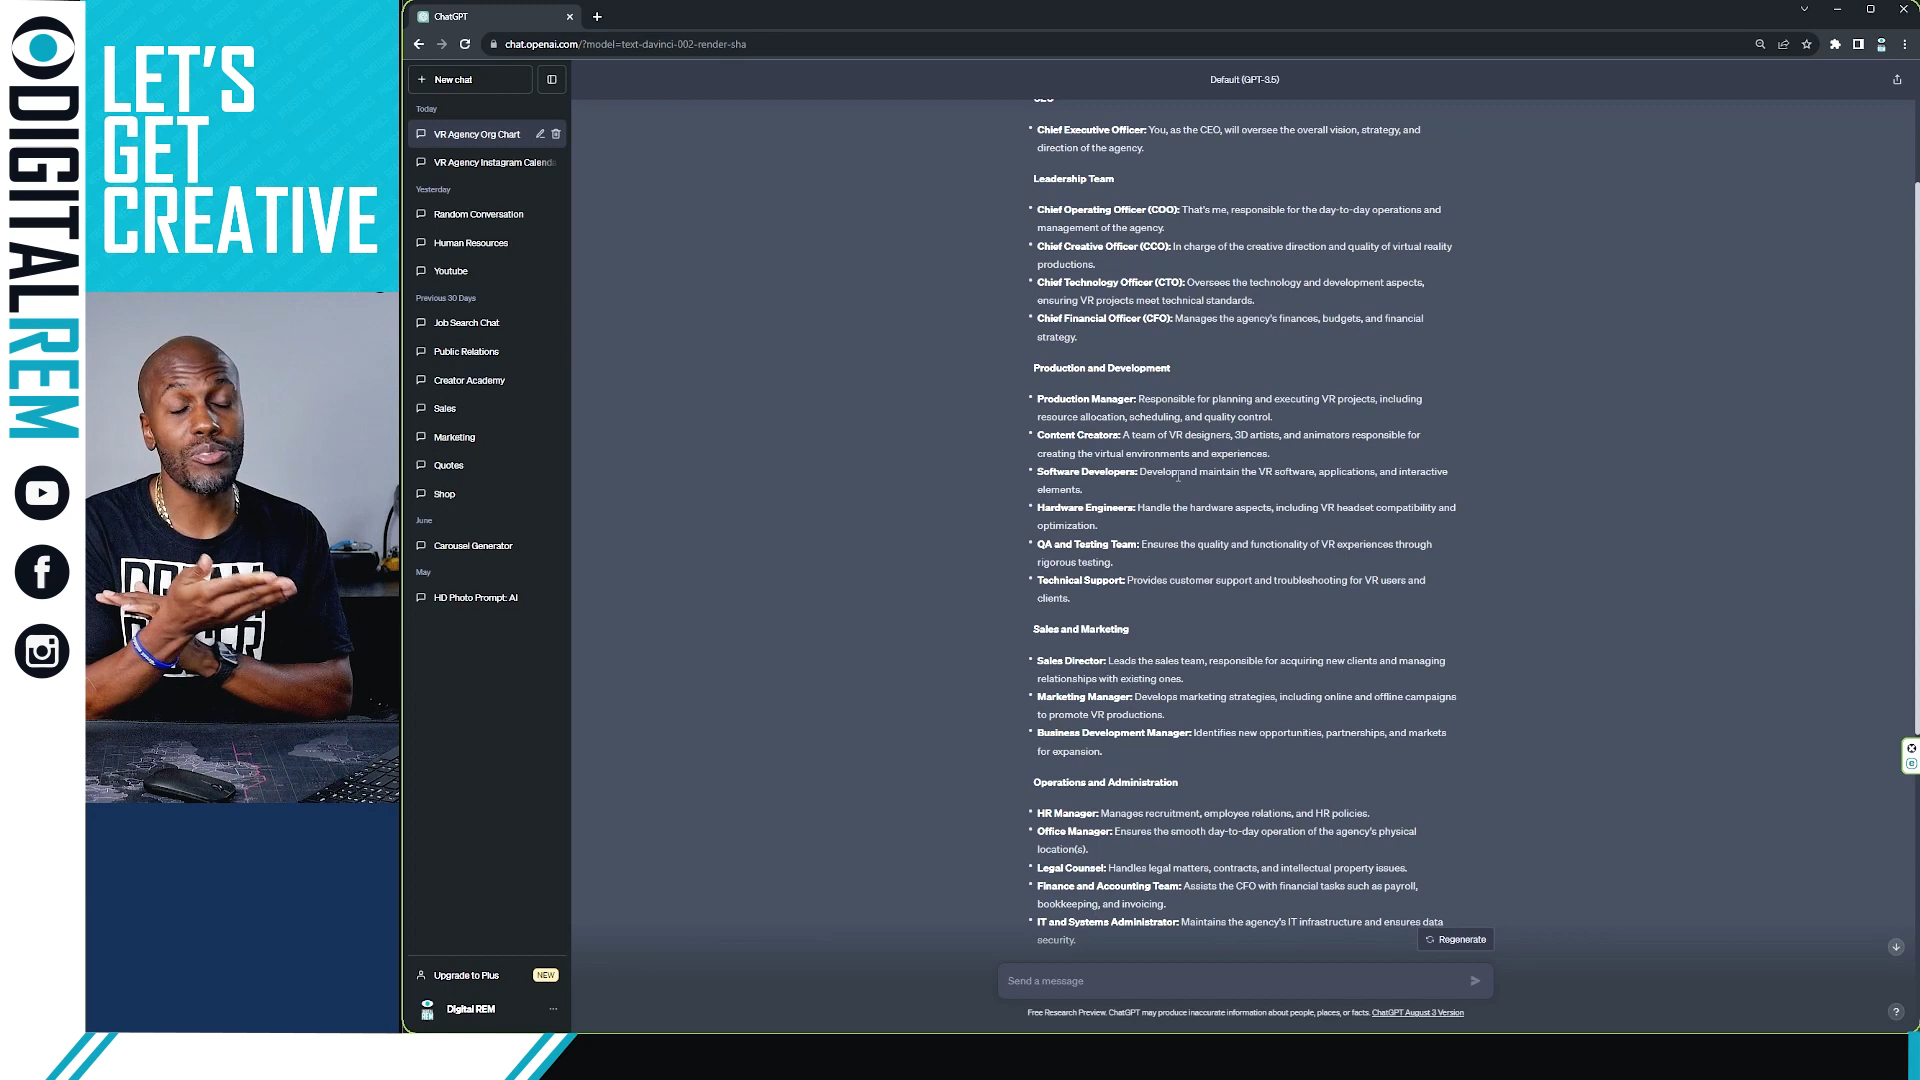 DIGITALREM
LET'S
GET
CREATIVE
ChatGPT
chat.openai.com/?model=text-davinci-002-render-sha
New chat
Today
VR Agency Org Chart
VR Agency Instagram Calend
Yesterday
Random Conversation
Human Resources
Youtube
Previous 30 Days
Job Search Chat
Public Relations
Creator Academy
Sales
Marketing
Quotes
Shop
June
Carousel Generator
May
HD Photo Prompt: AI
Upgrade to Plus NEW
Digital REM
Default (GPT-3.5)
CEO
Chief Executive Officer: You, as the CEO, will oversee the overall vision, strategy, and
direction of the agency.
Leadership Team
Chief Operating Officer (COO): That's me, responsible for the day-to-day operations and
management of the agency.
Chief Creative Officer (CCO): In charge of the creative direction and quality of virtual reality
productions.
Chief Technology Officer (CTO): Oversees the technology and development aspects,
ensuring VR projects meet technical standards.
Chief Financial Officer (CFO): Manages the agency's finances, budgets, and financial
strategy.
Production and Development
Production Manager: Responsible for planning and executing VR projects, including
resource allocation, scheduling, and quality control.
Content Creators: A team of VR designers, 3D artists, and animators responsible for
creating the virtual environments and experiences.
Software Developers: Develop and maintain the VR software, applications, and interactive
elements.
Hardware Engineers: Handle the hardware aspects, including VR headset compatibility and
optimization.
QA and Testing Team: Ensures the quality and functionality of VR experiences through
rigorous testing.
Technical Support: Provides customer support and troubleshooting for VR users and
clients.
Sales and Marketing
Sales Director: Leads the sales team, responsible for acquiring new clients and managing
relationships with existing ones.
Marketing Manager: Develops marketing strategies, including online and offline campaigns
to promote VR productions.
Business Development Manager: Identifies new opportunities, partnerships, and markets
for expansion.
Operations and Administration
HR Manager: Manages recruitment, employee relations, and HR policies.
Office Manager: Ensures the smooth day-to-day operation of the agency's physical
location(s).
Legal Counsel: Handles legal matters, contracts, and intellectual property issues.
Finance and Accounting Team: Assists the CFO with financial tasks such as payroll,
bookkeeping, and invoicing.
IT and Systems Administrator: Maintains the agency's IT infrastructure and ensures data
security.
Regenerate
Send a message
Free Research Preview. ChatGPT may produce inaccurate information about people, places, or facts. ChatGPT August 3 Version